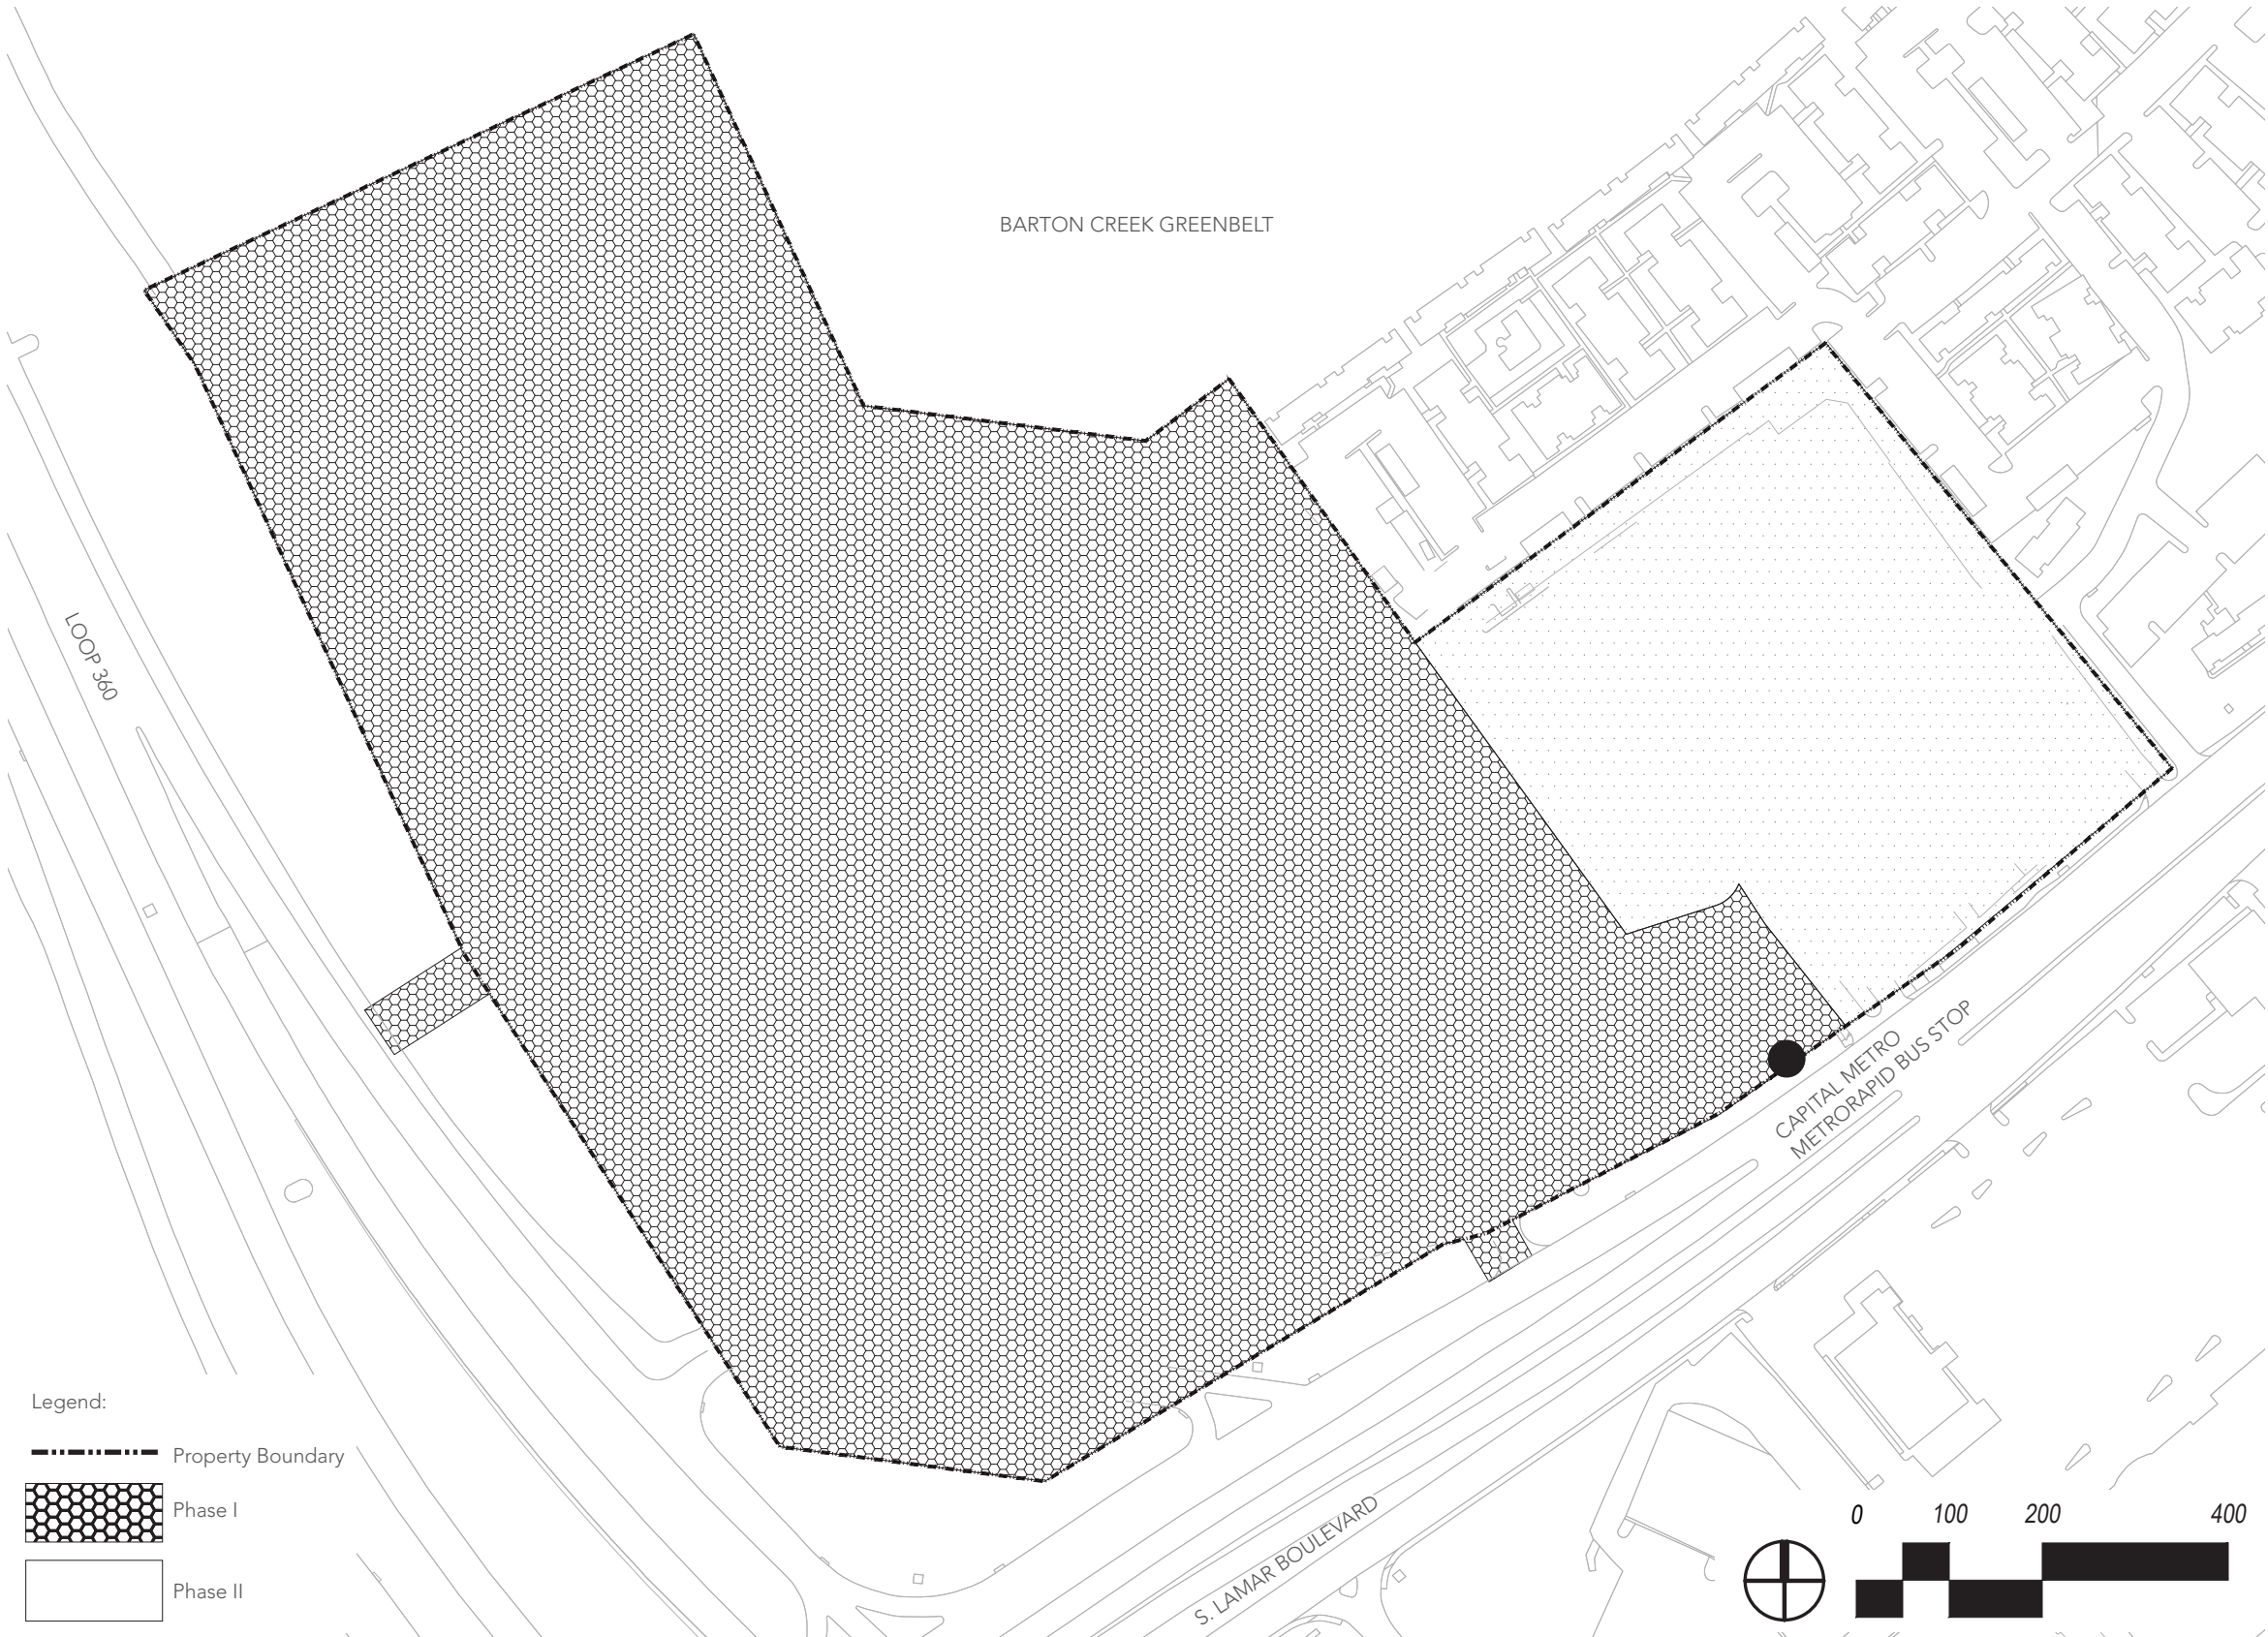 BARTON CREEK GREENBELT
LOOP 360
CAPITAL METRO
METRORAPID BUS STOP
S. LAMAR BOULEVARD
Legend:
Property Boundary
Phase I
Phase II
0 100 200 400